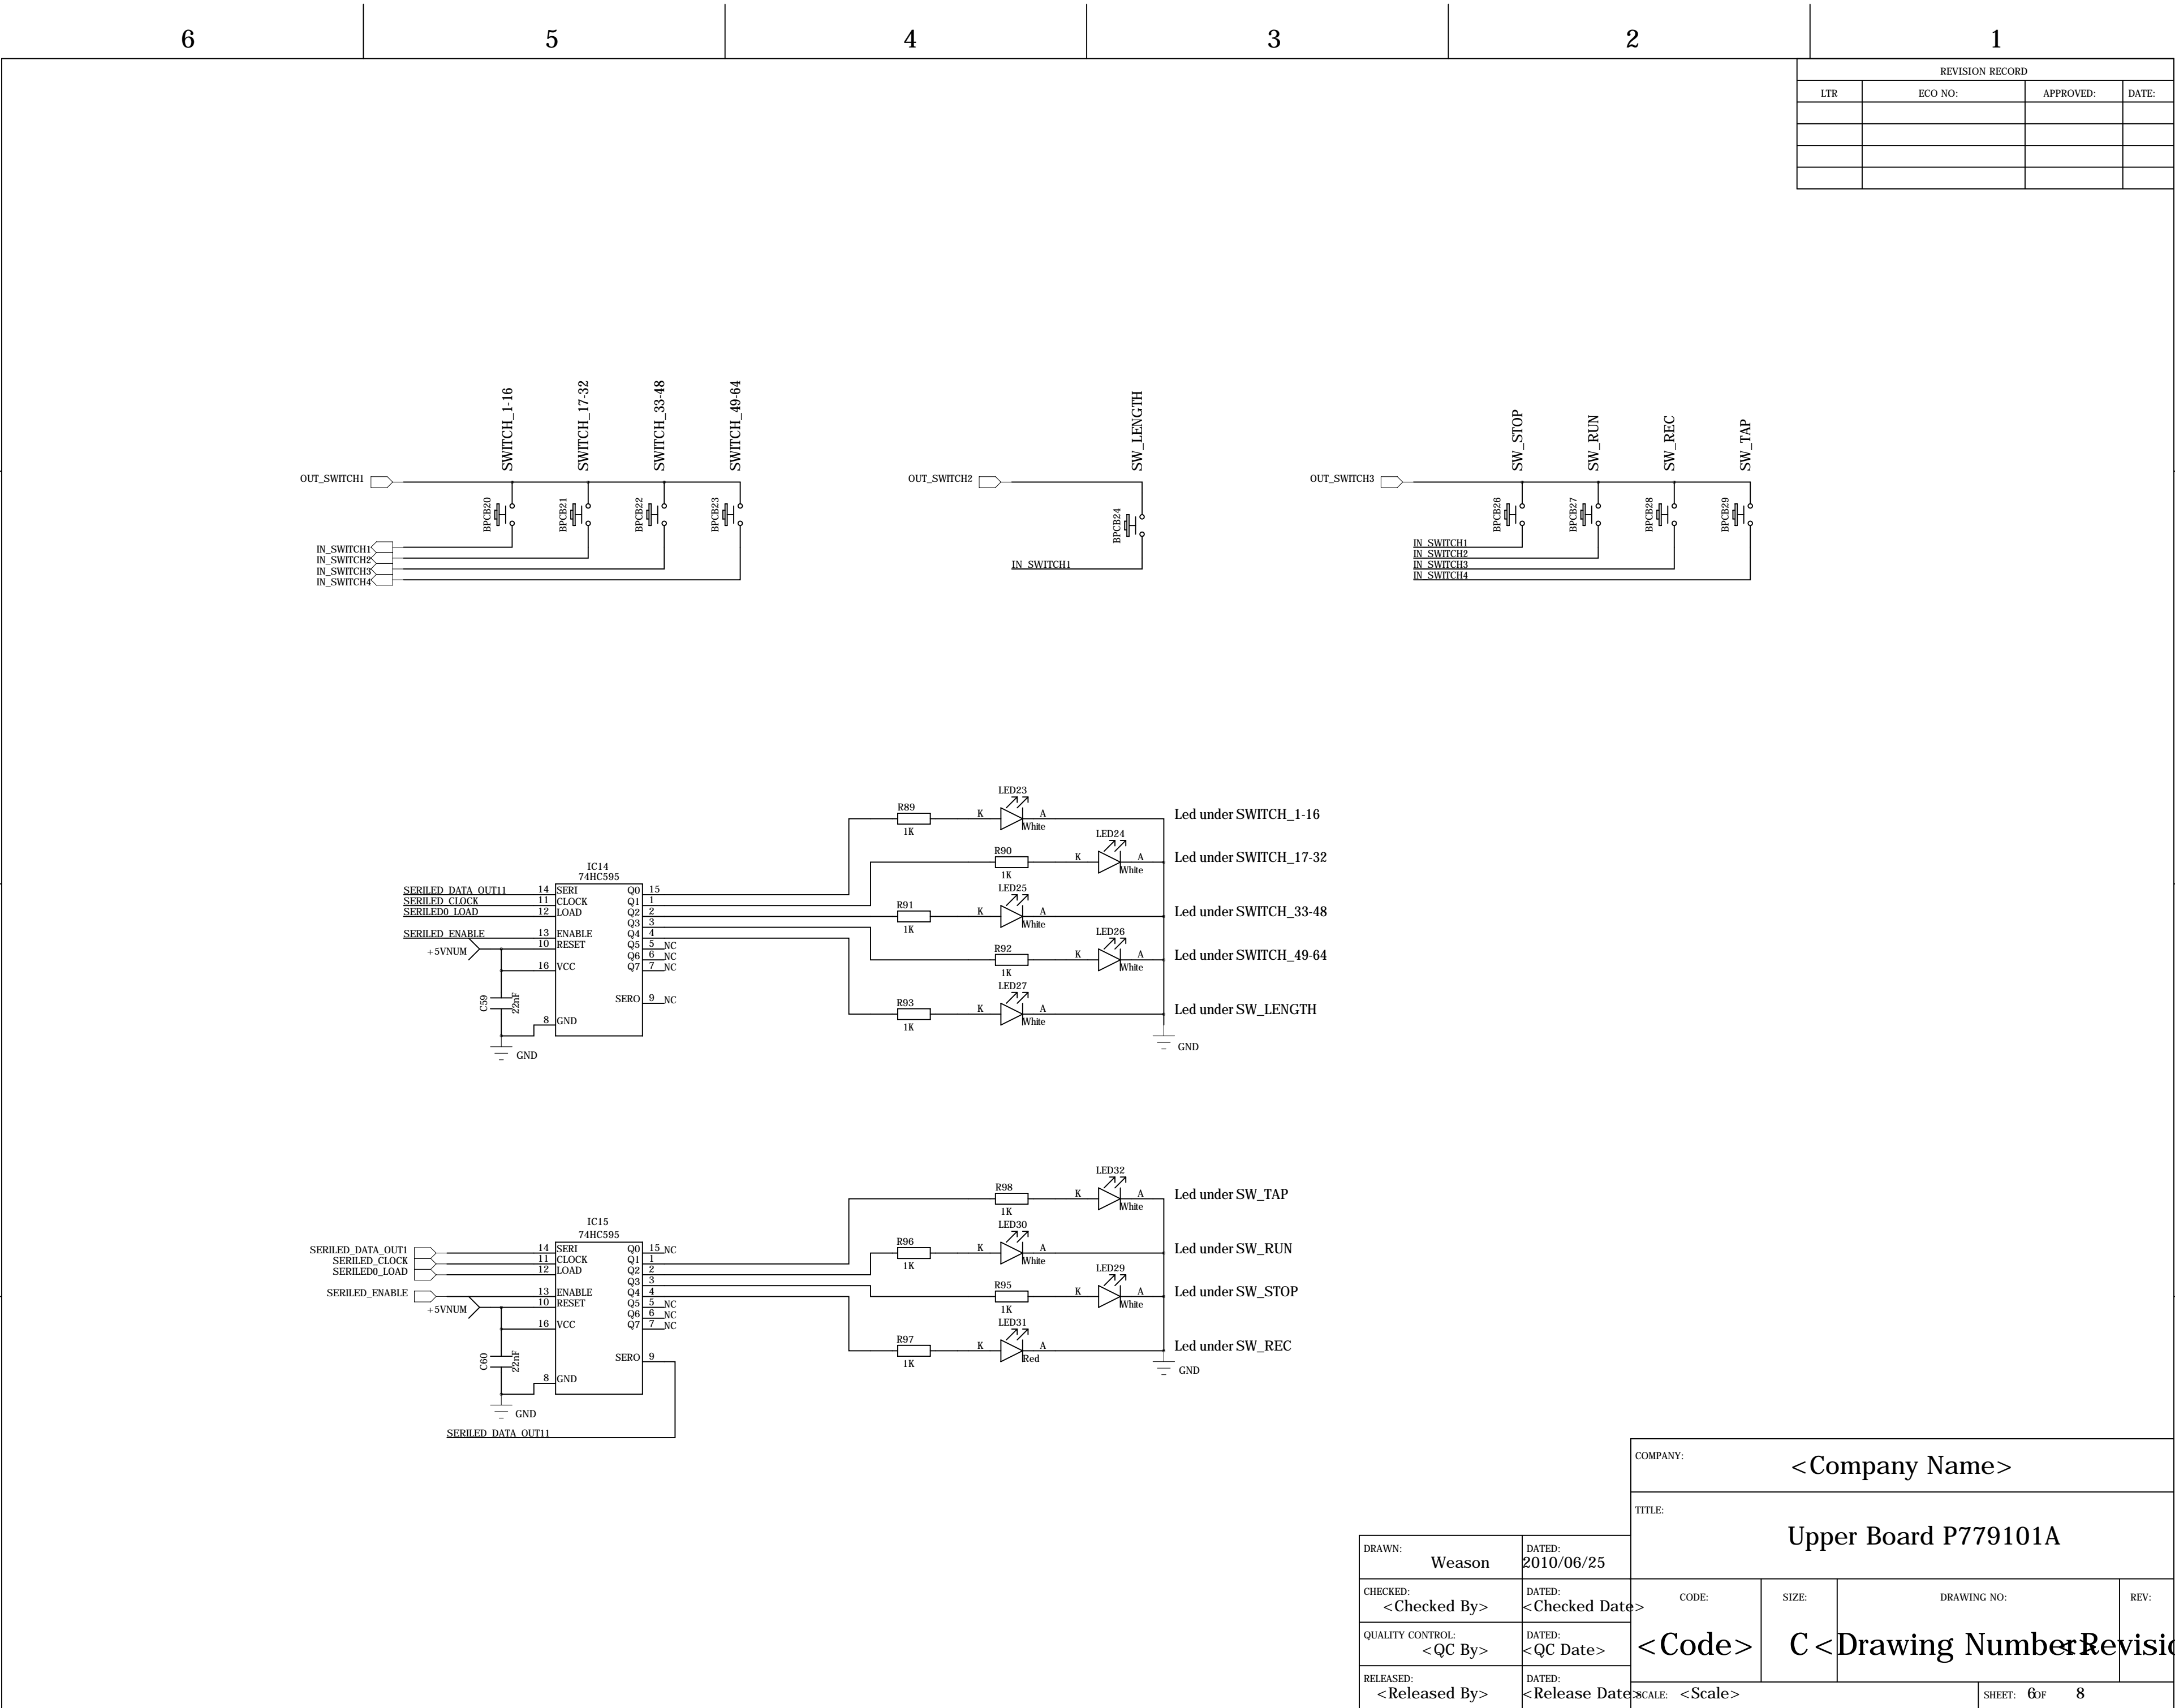 6 5 4 3 2 1
REVISION RECORD
LTR ECO NO: APPROVED: DATE:
SWITCH_1-16
SWITCH_17-32
SWITCH_33-48
SWITCH_49-64
OUT_SWITCH1
BPCB20
BPCB21
BPCB22
BPCB23
IN_SWITCH1
IN_SWITCH2
IN_SWITCH3
IN_SWITCH4
SW_LENGTH
OUT_SWITCH2
BPCB24
IN_SWITCH1
SW_STOP
SW_RUN
SW_REC
SW_TAP
OUT_SWITCH3
BPCB26
BPCB27
BPCB28
BPCB29
IN_SWITCH1
IN_SWITCH2
IN_SWITCH3
IN_SWITCH4
IC14
74HC595
SERILED_DATA_OUT11 14 SERI Q0 15
SERILED_CLOCK 11 CLOCK Q1 1
SERILED0_LOAD 12 LOAD Q2 2
Q3 3
SERILED_ENABLE 13 ENABLE Q4 4
+5VNUM 10 RESET Q5 5 NC
Q6 6 NC
16 VCC Q7 7 NC
C59 22nF
SERO 9 NC
8 GND
GND
LED23
R89 K A
1K White
Led under SWITCH_1-16
LED24
R90 K A
1K White
Led under SWITCH_17-32
LED25
R91 K A
1K White
Led under SWITCH_33-48
LED26
R92 K A
1K White
Led under SWITCH_49-64
LED27
R93 K A
1K White
Led under SW_LENGTH
GND
IC15
74HC595
SERILED_DATA_OUT1 14 SERI Q0 15 NC
SERILED_CLOCK 11 CLOCK Q1 1
SERILED0_LOAD 12 LOAD Q2 2
Q3 3
SERILED_ENABLE 13 ENABLE Q4 4
+5VNUM 10 RESET Q5 5 NC
Q6 6 NC
16 VCC Q7 7 NC
C60 22nF
SERO 9
8 GND
GND
SERILED_DATA_OUT11
LED32
R98 K A
1K White
Led under SW_TAP
LED30
R96 K A
1K White
Led under SW_RUN
LED29
R95 K A
1K White
Led under SW_STOP
LED31
R97 K A
1K Red
Led under SW_REC
GND
COMPANY:
<Company Name>
TITLE:
Upper Board P779101A
DRAWN: DATED:
Weason 2010/06/25
CHECKED: DATED:
<Checked By> <Checked Date>
QUALITY CONTROL: DATED:
<QC By> <QC Date>
RELEASED: DATED:
<Released By> <Release Date>
CODE: SIZE: DRAWING NO: REV:
<Code> C <Drawing Number> <Revisio
SCALE: <Scale> SHEET: 6 OF 8